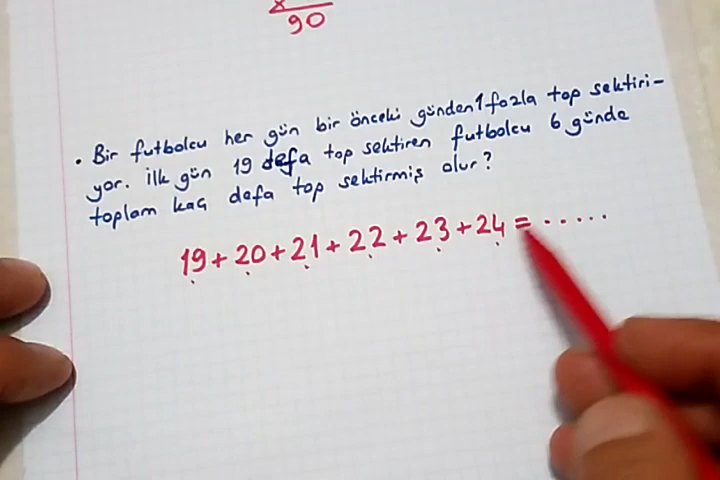 x
90
• Bir futbolcu her gün bir önceki günden 1 fazla top sektiri-
yor. İlk gün 19 defa top sektiren futbolcu 6 günde
toplam kaç defa top sektirmiş olur?
19+20+21+22+23+24=.....